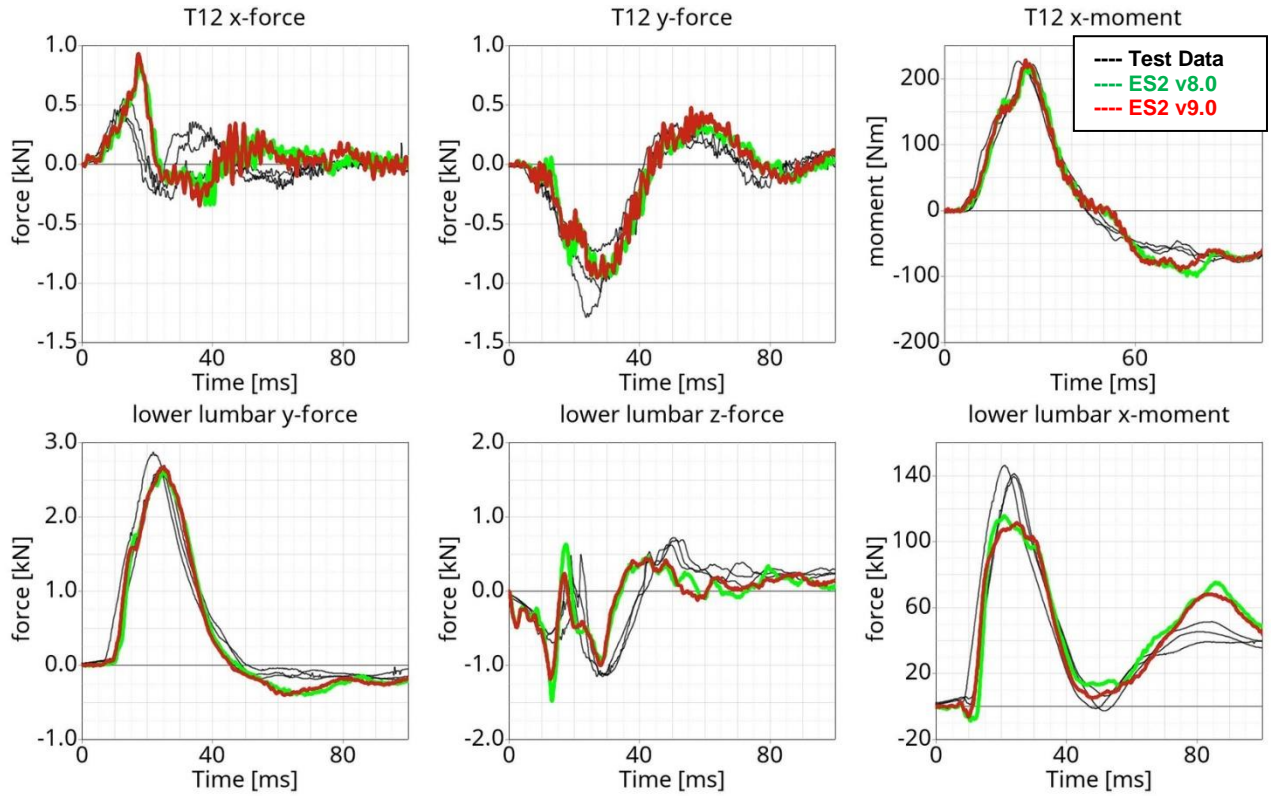 T12 x-force
T12 y-force
T12 x-moment
---- Test Data
---- ES2 v8.0
---- ES2 v9.0
force [kN]
1.0
0.5
0.0
-0.5
-1.0
-1.5
0
40
80
Time [ms]
force [kN]
1.0
0.5
0.0
-0.5
-1.0
-1.5
0
40
80
Time [ms]
moment [Nm]
200
100
0
-100
-200
0
60
Time [ms]
lower lumbar y-force
lower lumbar z-force
lower lumbar x-moment
force [kN]
3.0
2.0
1.0
0.0
-1.0
0
40
80
Time [ms]
force [kN]
2.0
1.0
0.0
-1.0
-2.0
0
40
80
Time [ms]
force [kN]
140
100
60
20
-20
0
40
80
Time [ms]